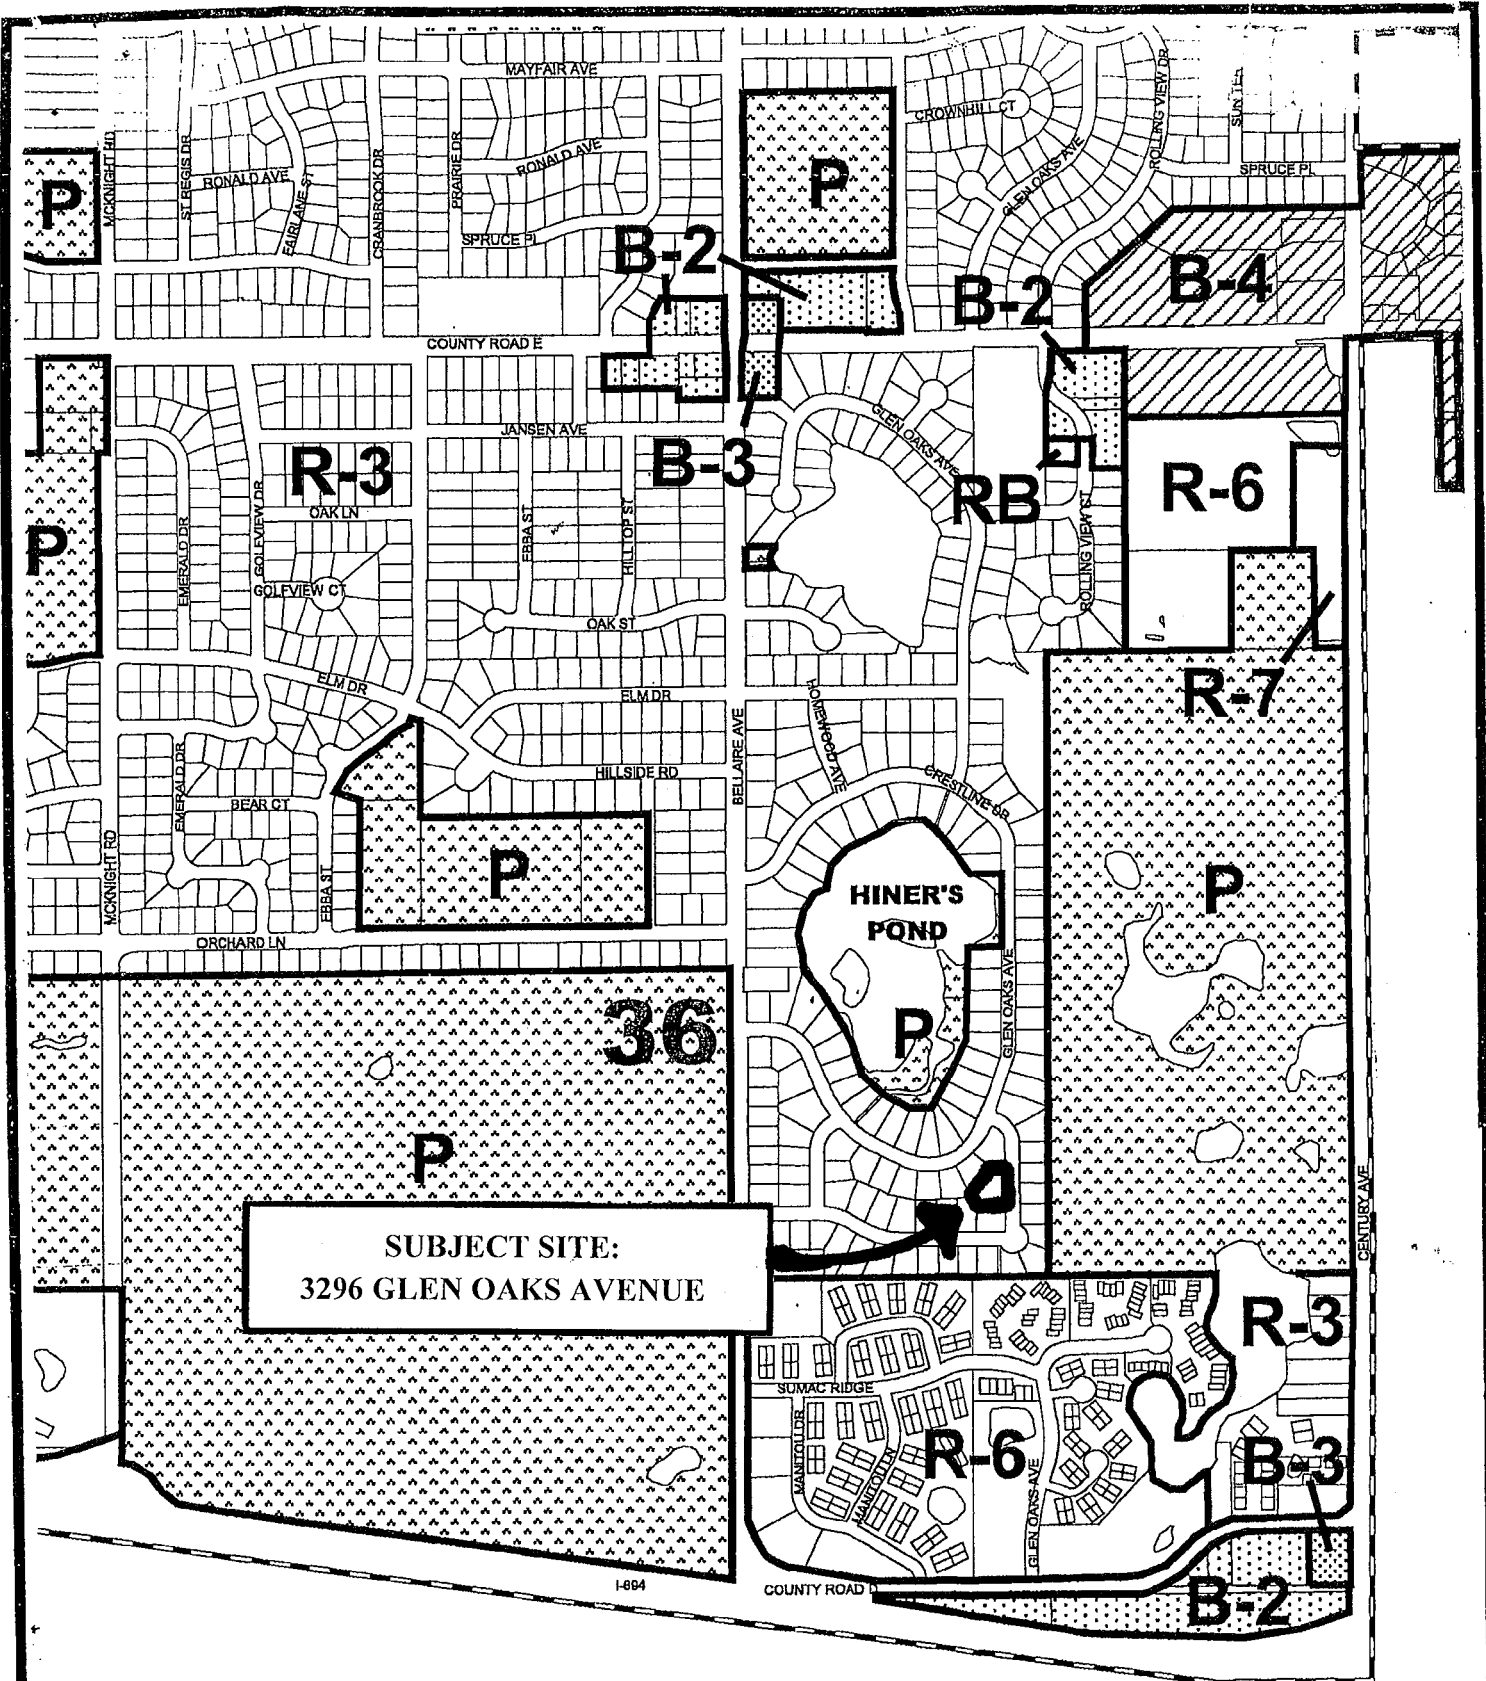 MAYFAIR AVE
CROWNHILL CT
ROLLING VIEW DR
MCKNIGHT RD
ST REGIS DR
RONALD AVE
FAIRLANE ST
CRANBROOK DR
PRAIRIE DR
RONALD AVE
P
P
GLEN OAKS AVE
SPRUCE PL
SPRUCE PL
B-2
B-2
B-4
COUNTY ROAD E
GLEN OAKS AVE
JANSEN AVE
R-3
B-3
RB
R-6
OAK LN
GOLFVIEW DR
EMERALD DR
EBBA ST
HILLTOP ST
ROLLING VIEW CT
P
GOLFVIEW CT
OAK ST
ELM DR
ELM DR
R-7
HOMEWOOD AVE
BELLAIRE AVE
EMERALD DR
HILLSIDE RD
CRESTLINE DR
BEAR CT
MCKNIGHT RD
EBBA ST
P
HINER'S
POND
P
ORCHARD LN
GLEN OAKS AVE
36
P
P
CENTURY AVE
SUBJECT SITE:
3296 GLEN OAKS AVENUE
R-3
SUMAC RIDGE
MANITOU DR
MANITOU LN
R-6
GLEN OAKS AVE
B-3
I-694
COUNTY ROAD D
B-2